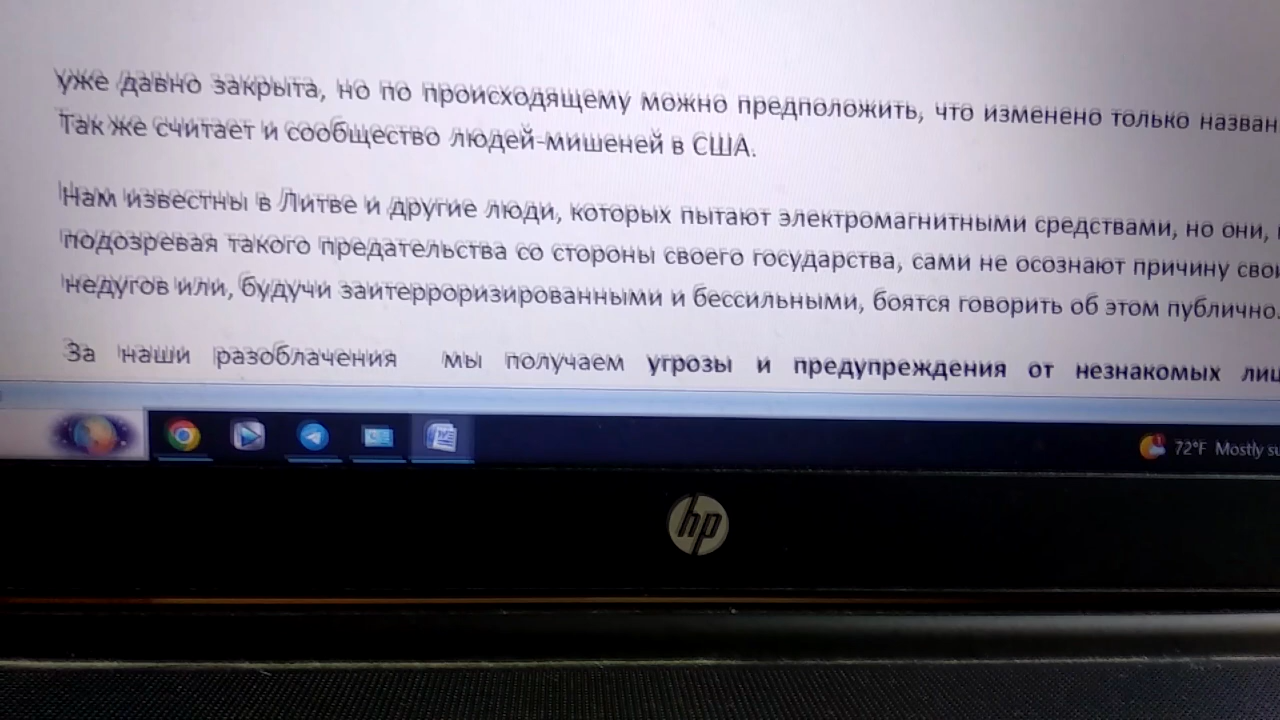 уже давно закрыта, но по происходящему можно предположить, что изменено только назван
Так же считает и сообщество людей-мишеней в США.
Нам известны в Литве и другие люди, которых пытают электромагнитными средствами, но они,
подозревая такого предательства со стороны своего государства, сами не осознают причину сво
недугов или, будучи заитерроризированными и бессильными, боятся говорить об этом публично.
За наши разоблачения мы получаем угрозы и предупреждения от незнакомых лиц
72°F Mostly su
hp